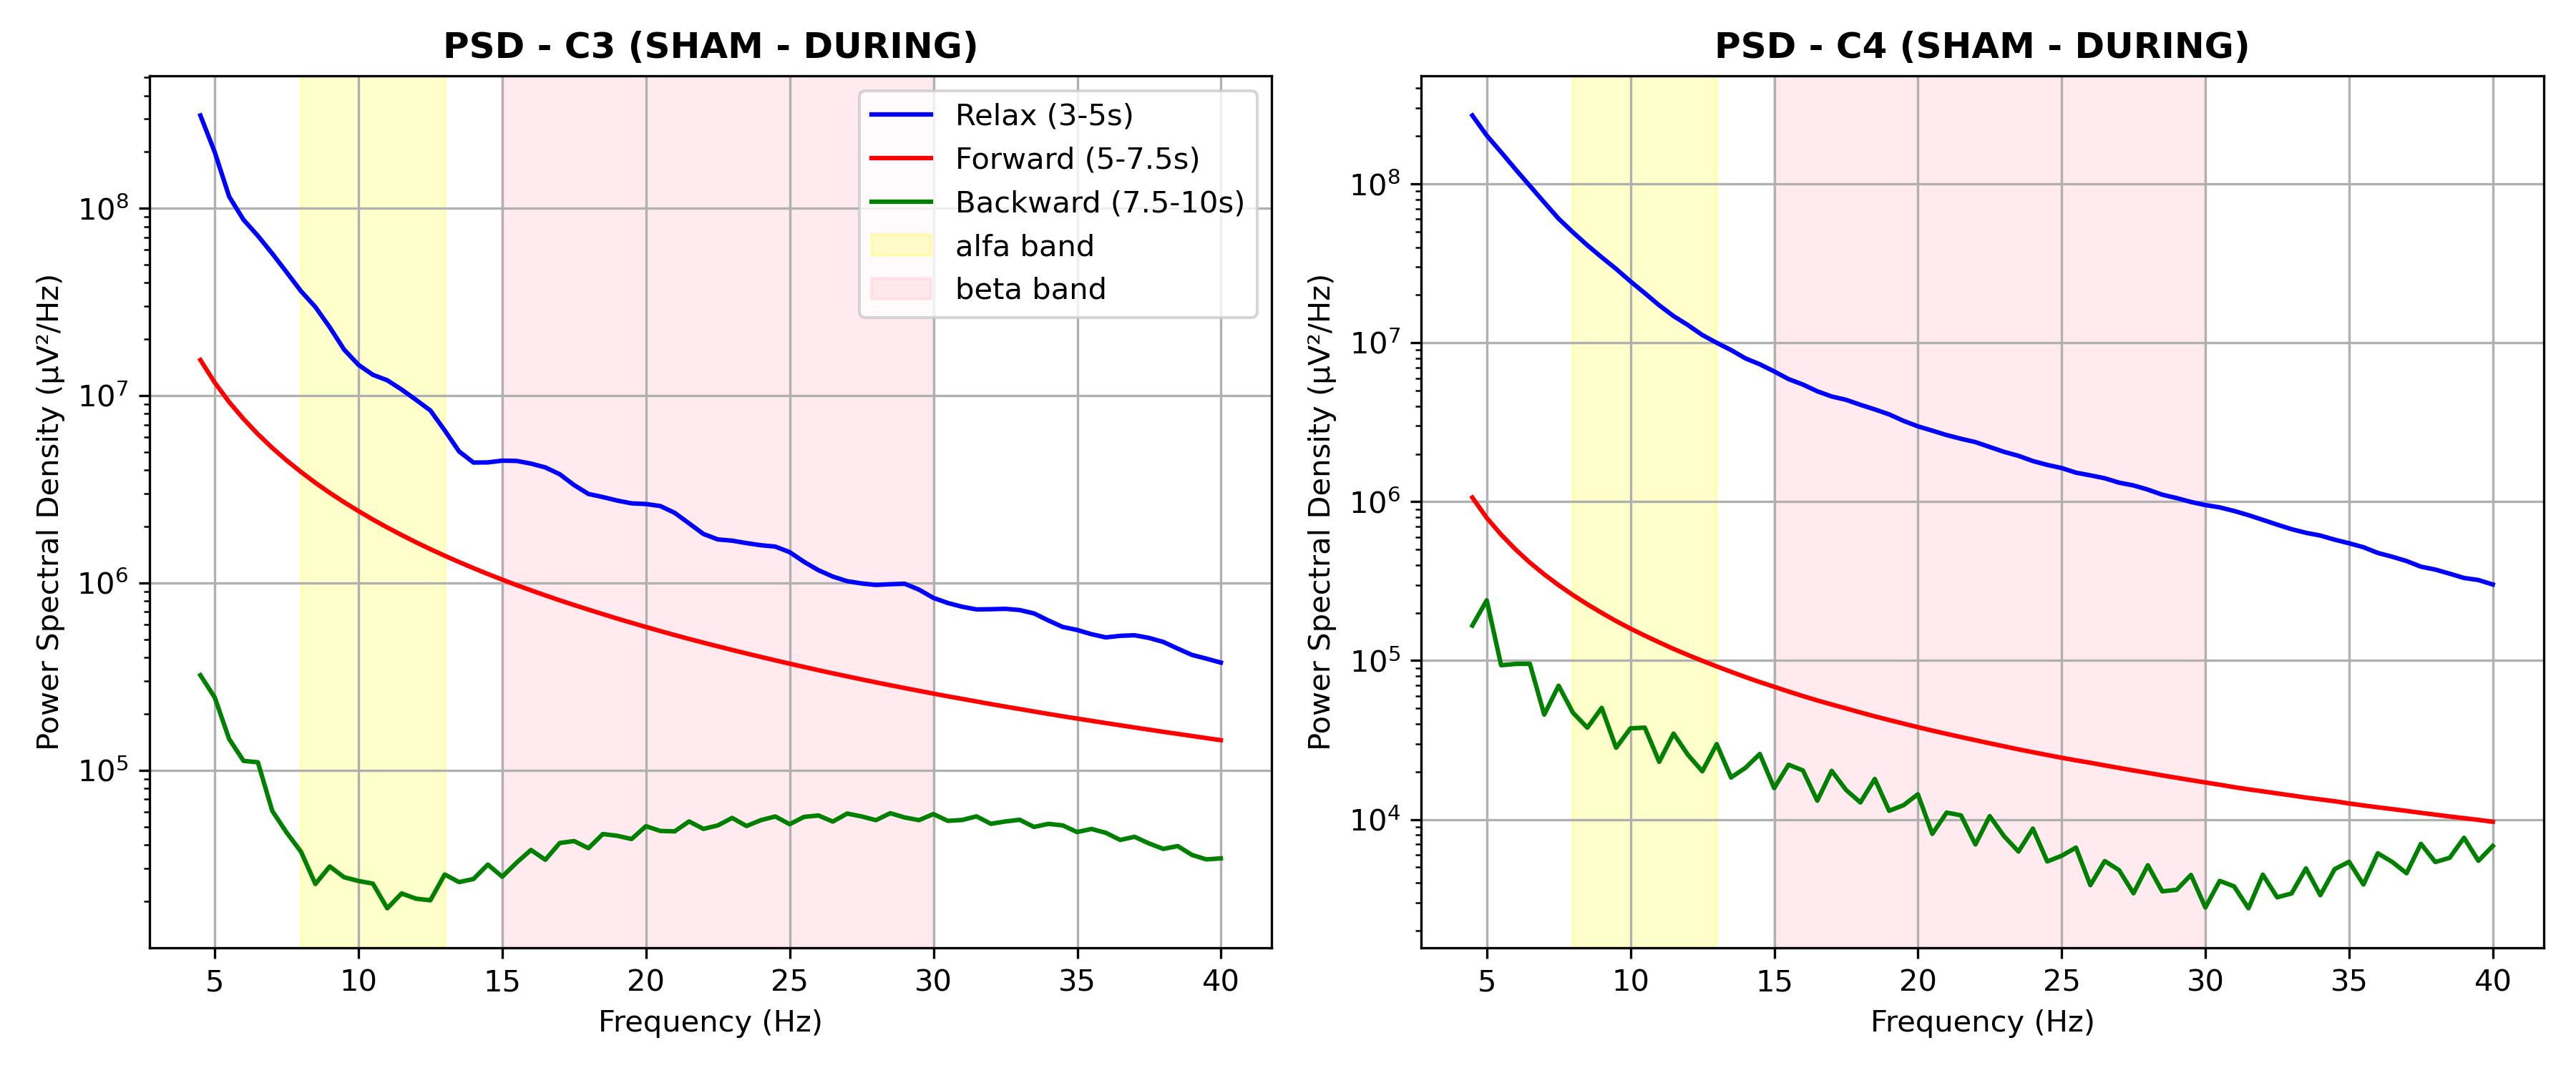 PSD - C3 (SHAM - DURING)
Power Spectral Density (µV²/Hz)
10⁸
10⁷
10⁶
10⁵
Relax (3-5s)
Forward (5-7.5s)
Backward (7.5-10s)
alfa band
beta band
5 10 15 20 25 30 35 40
Frequency (Hz)
PSD - C4 (SHAM - DURING)
Power Spectral Density (µV²/Hz)
10⁸
10⁷
10⁶
10⁵
10⁴
5 10 15 20 25 30 35 40
Frequency (Hz)